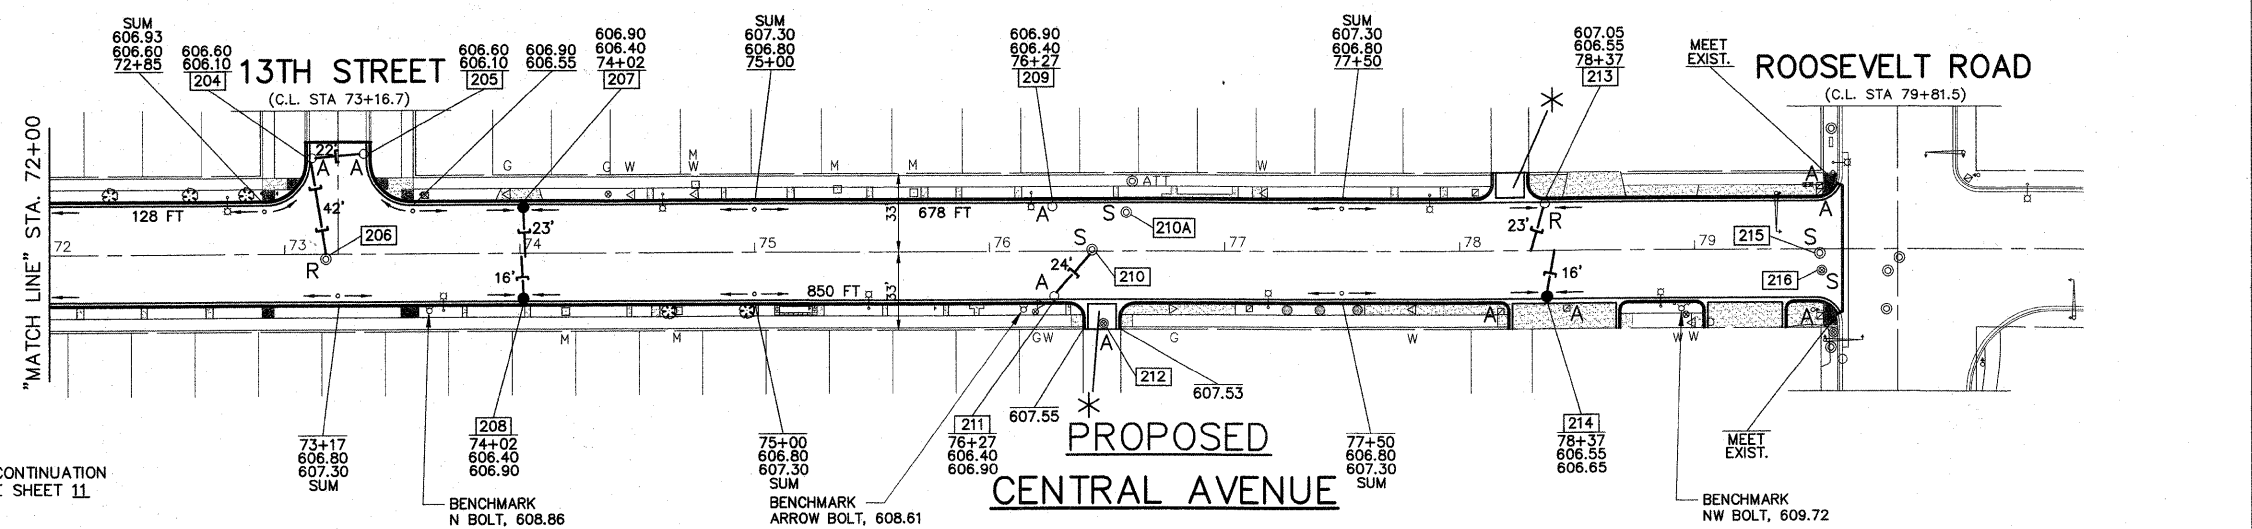 SUM
606.93
606.60
72+85
606.60
606.10
204
13TH STREET
(C.L. STA 73+16.7)
606.60
606.10
205
606.90
606.55
606.90
606.40
74+02
207
SUM
607.30
606.80
75+00
606.90
606.40
76+27
209
SUM
607.30
606.80
77+50
607.05
606.55
78+37
213
MEET
EXIST.
ROOSEVELT ROAD
(C.L. STA 79+81.5)
"MATCH LINE" STA. 72+00
22'
A
A
G
G
W
M
W
M
M
ATT
W
A
A
128 FT
42'
23'
33'
678 FT
A
S
210A
23'
R
72
73
206
74
75
76
S
77
78
79
215
S
R
16'
24'
210
16'
216
S
850 FT
33'
A
A
A
A
M
M
G W
A
G
W
W W
212
607.53
607.55
73+17
606.80
607.30
SUM
208
74+02
606.40
606.90
75+00
606.80
607.30
SUM
211
76+27
606.40
606.90
PROPOSED
CENTRAL AVENUE
77+50
606.80
607.30
SUM
214
78+37
606.55
606.65
MEET
EXIST.
CONTINUATION
SHEET 11
BENCHMARK
N BOLT, 608.86
BENCHMARK
ARROW BOLT, 608.61
BENCHMARK
NW BOLT, 609.72